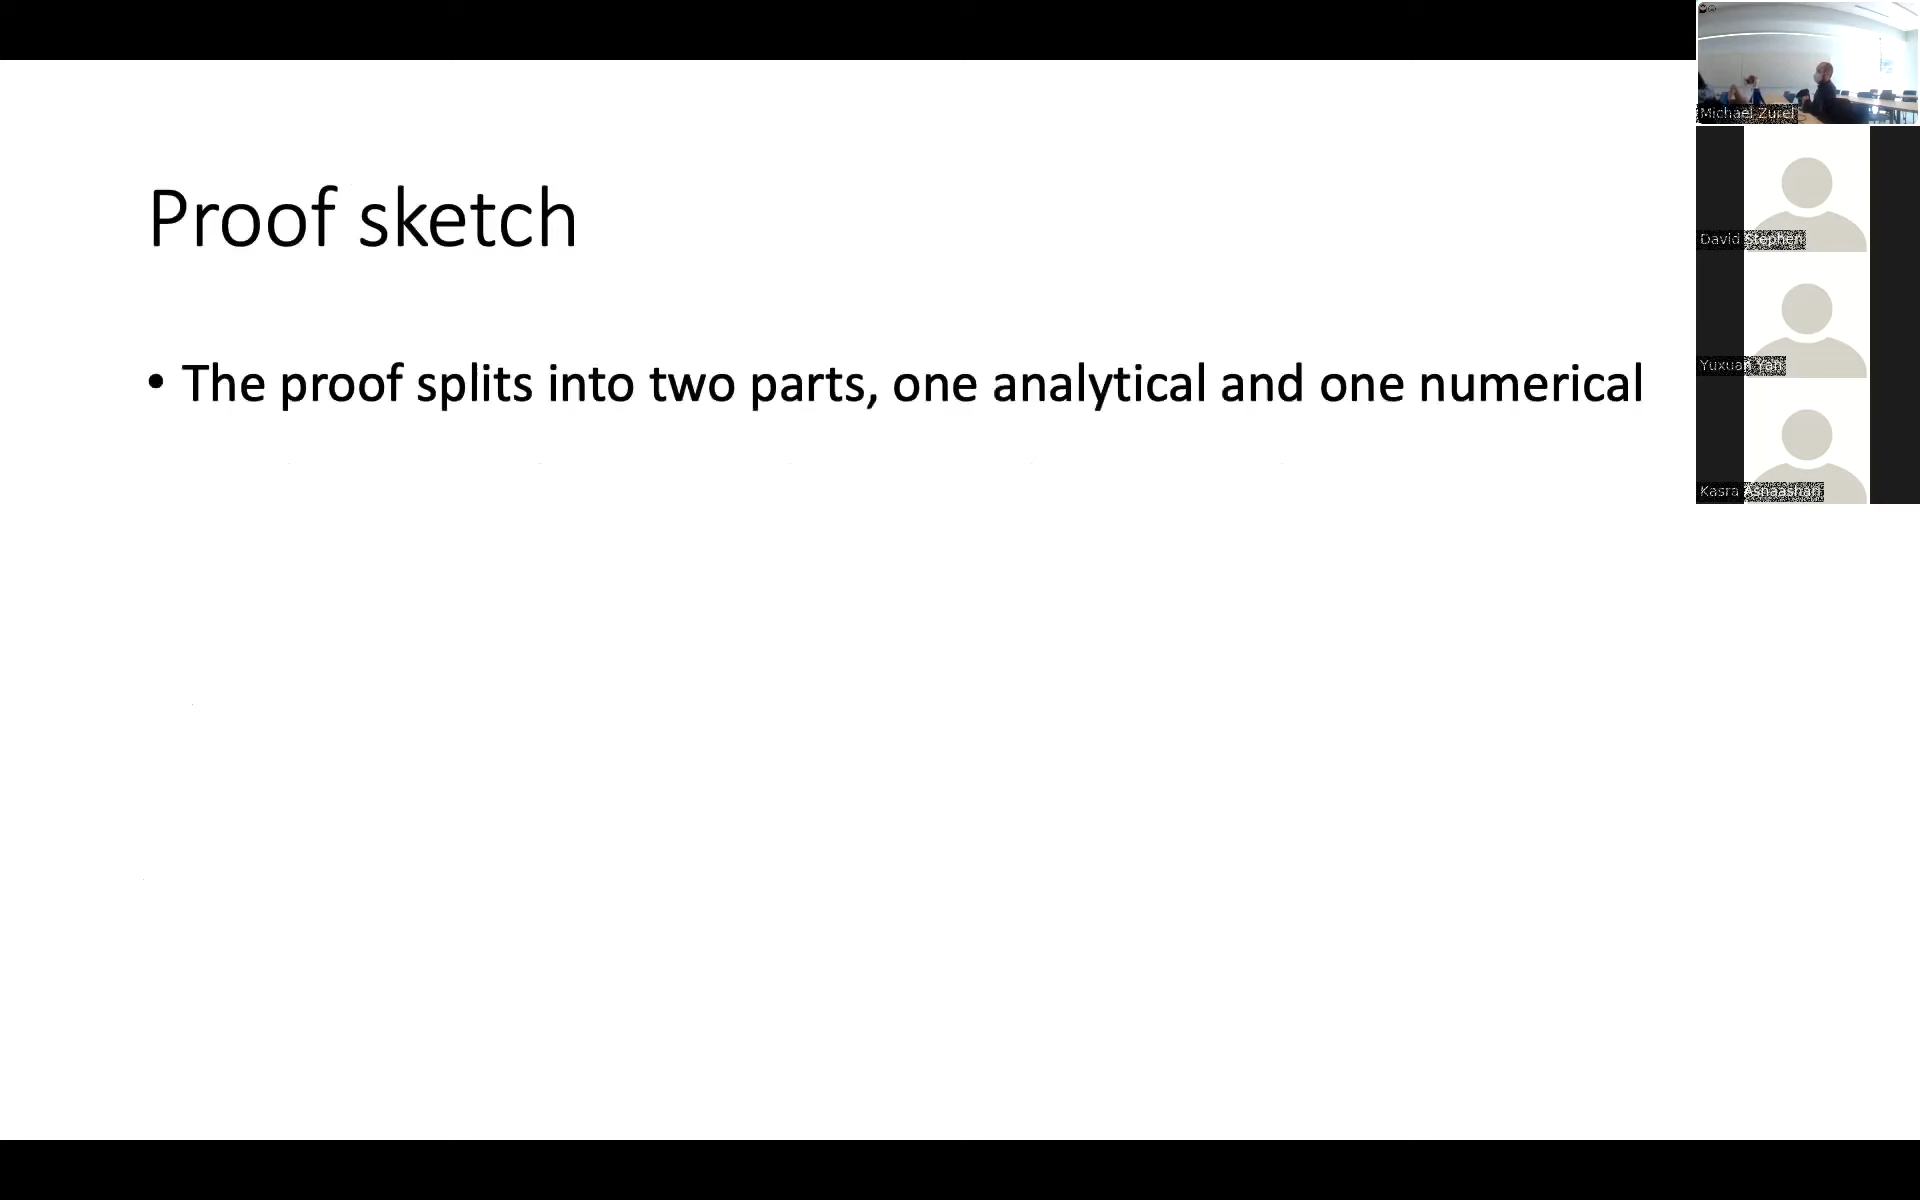 Proof sketch
• The proof splits into two parts, one analytical and one numerical
Michael Zurel
David Stephen
Yuxuan Yan
Kasra Asnaashari